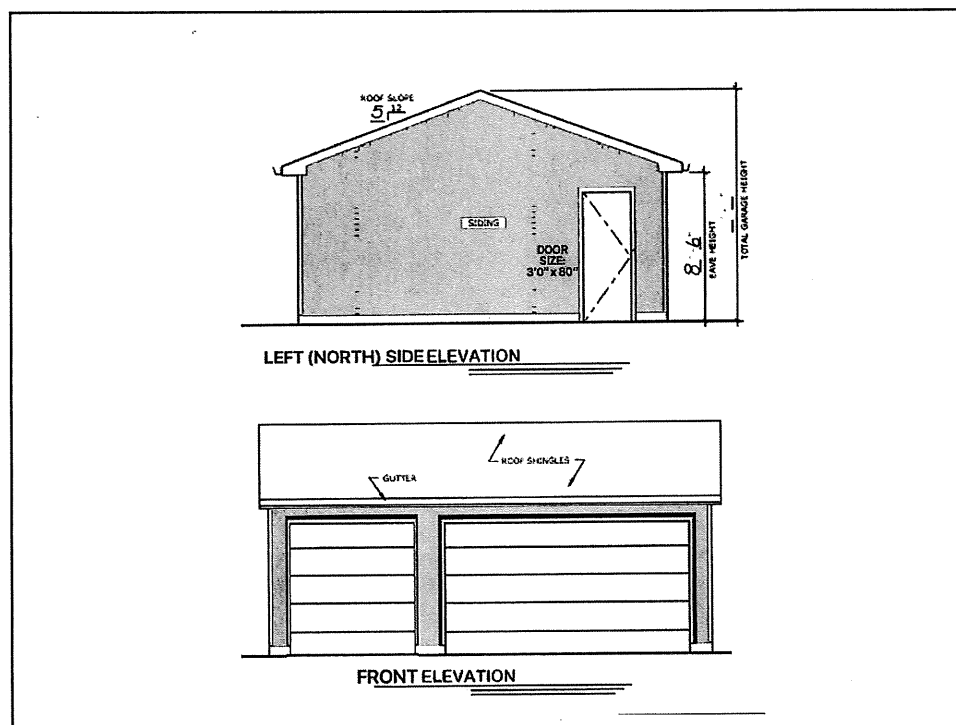 ROOF SLOPE
5 12
SIDING
DOOR
SIZE:
3'0" x 80"
8-6
EAVE HEIGHT
TOTAL GARAGE HEIGHT
LEFT (NORTH) SIDE ELEVATION
ROOF SHINGLES
GUTTER
FRONT ELEVATION